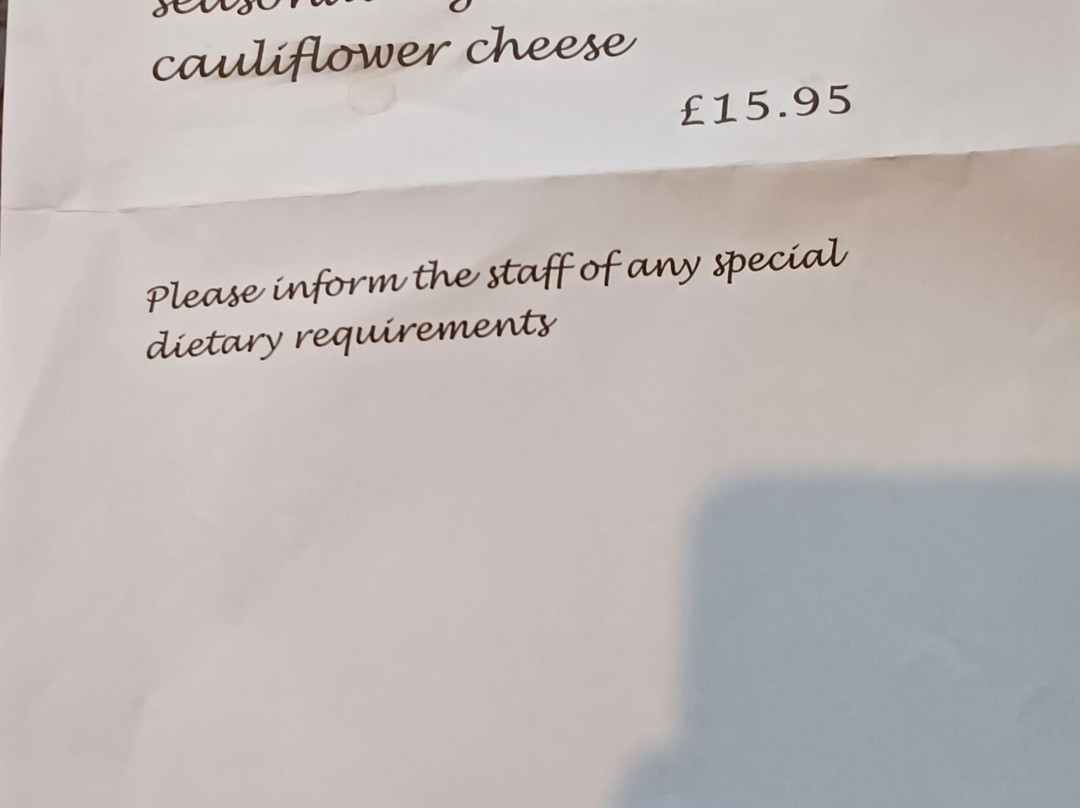 cauliflower cheese
£15.95
Please inform the staff of any special
dietary requirements